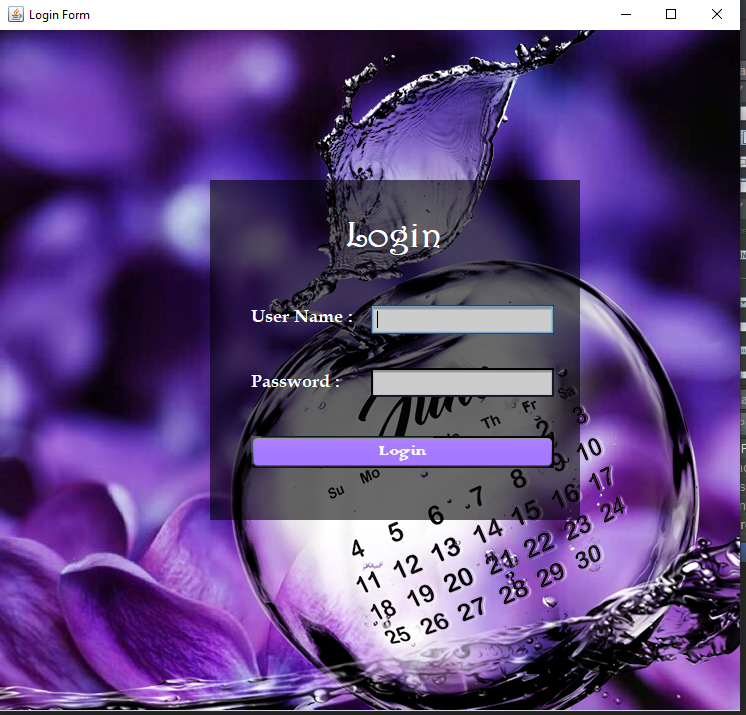 Login Form
Login
User Name :
Password :
Login
June
Su Mo Th Fr Sa
2 3
4 5 6 7 8 9 10
11 12 13 14 15 16 17
18 19 20 21 22 23 24
25 26 27 28 29 30